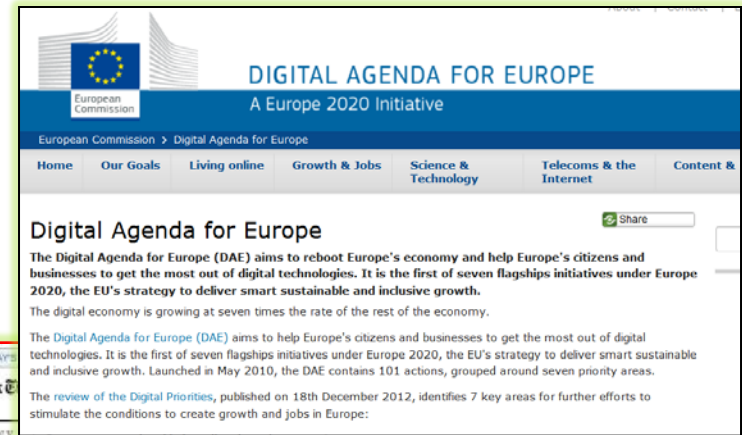 About | Contact |
European
Commission
DIGITAL AGENDA FOR EUROPE
A Europe 2020 Initiative
European Commission > Digital Agenda for Europe
Home Our Goals Living online Growth & Jobs Science & Technology Telecoms & the Internet Content &
Share
Digital Agenda for Europe
The Digital Agenda for Europe (DAE) aims to reboot Europe's economy and help Europe's citizens and
businesses to get the most out of digital technologies. It is the first of seven flagships initiatives under Europe
2020, the EU's strategy to deliver smart sustainable and inclusive growth.
The digital economy is growing at seven times the rate of the rest of the economy.
The Digital Agenda for Europe (DAE) aims to help Europe's citizens and businesses to get the most out of digital
technologies. It is the first of seven flagships initiatives under Europe 2020, the EU's strategy to deliver smart sustainable
and inclusive growth. Launched in May 2010, the DAE contains 101 actions, grouped around seven priority areas.
The review of the Digital Priorities, published on 18th December 2012, identifies 7 key areas for further efforts to
stimulate the conditions to create growth and jobs in Europe: